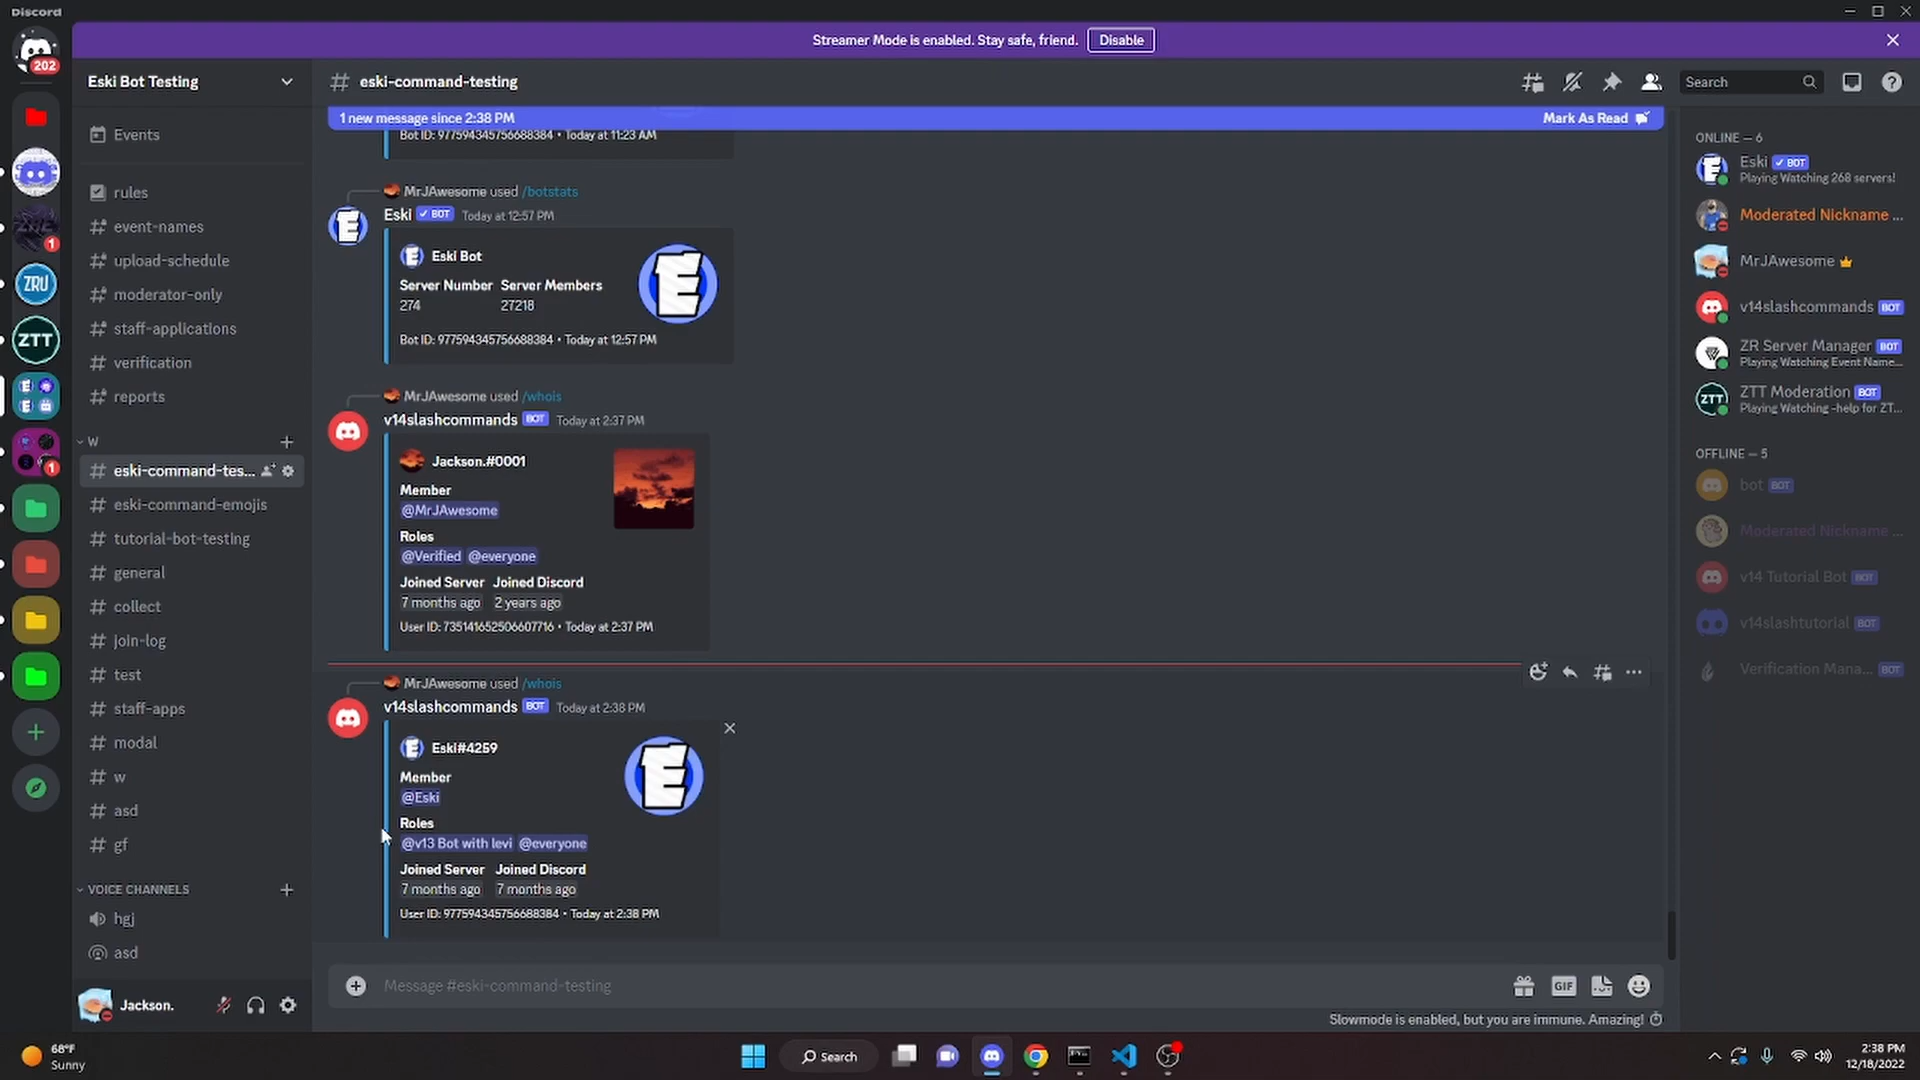 Discord
Streamer Mode is enabled. Stay safe, friend.
Disable
202
Eski Bot Testing
Events
rules
event-names
upload-schedule
moderator-only
staff-applications
verification
reports
W
eski-command-tes...
eski-command-emojis
tutorial-bot-testing
general
collect
join-log
test
staff-apps
modal
w
asd
gf
VOICE CHANNELS
hgj
asd
Jackson.
1
ZRU
ZTT
1
eski-command-testing
Search
1 new message since 2:38 PM
Mark As Read
Bot ID: 977594345756688384 • Today at 11:23 AM
MrJAwesome used /botstats
Eski ✓ BOT Today at 12:57 PM
Eski Bot
Server Number Server Members
274 27218
Bot ID: 977594345756688384 • Today at 12:57 PM
MrJAwesome used /whois
v14slashcommands BOT Today at 2:37 PM
Jackson.#0001
Member
@MrJAwesome
Roles
@Verified @everyone
Joined Server Joined Discord
7 months ago 2 years ago
User ID: 735141652506607716 • Today at 2:37 PM
MrJAwesome used /whois
v14slashcommands BOT Today at 2:38 PM
Eski#4259
Member
@Eski
Roles
@v13 Bot with levi @everyone
Joined Server Joined Discord
7 months ago 7 months ago
User ID: 977594345756688384 • Today at 2:38 PM
Message #eski-command-testing
GIF
Slowmode is enabled, but you are immune. Amazing!
ONLINE — 6
Eski ✓ BOT
Playing Watching 268 servers!
Moderated Nickname ...
MrJAwesome
v14slashcommands BOT
ZR Server Manager BOT
Playing Watching Event Name...
ZTT
ZTT Moderation BOT
Playing Watching -help for ZT...
OFFLINE — 5
bot BOT
Moderated Nickname ...
v14 Tutorial Bot BOT
v14slashtutorial BOT
Verification Mana... BOT
68°F
Sunny
Search
2:38 PM
12/18/2022